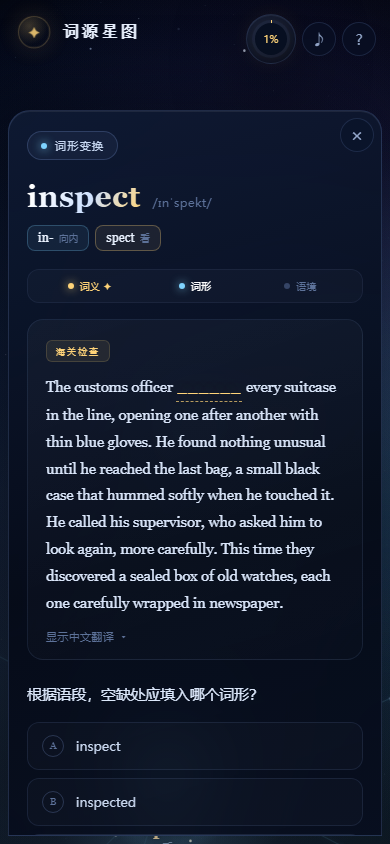 词源星图
1%
?
词形变换
inspect /ɪnˈspekt/
in- 向内 spect 看
词义 词形 语境
海关检查
The customs officer ______ every suitcase
in the line, opening one after another with
thin blue gloves. He found nothing unusual
until he reached the last bag, a small black
case that hummed softly when he touched it.
He called his supervisor, who asked him to
look again, more carefully. This time they
discovered a sealed box of old watches, each
one carefully wrapped in newspaper.
显示中文翻译
根据语段，空缺处应填入哪个词形？
A inspect
B inspected